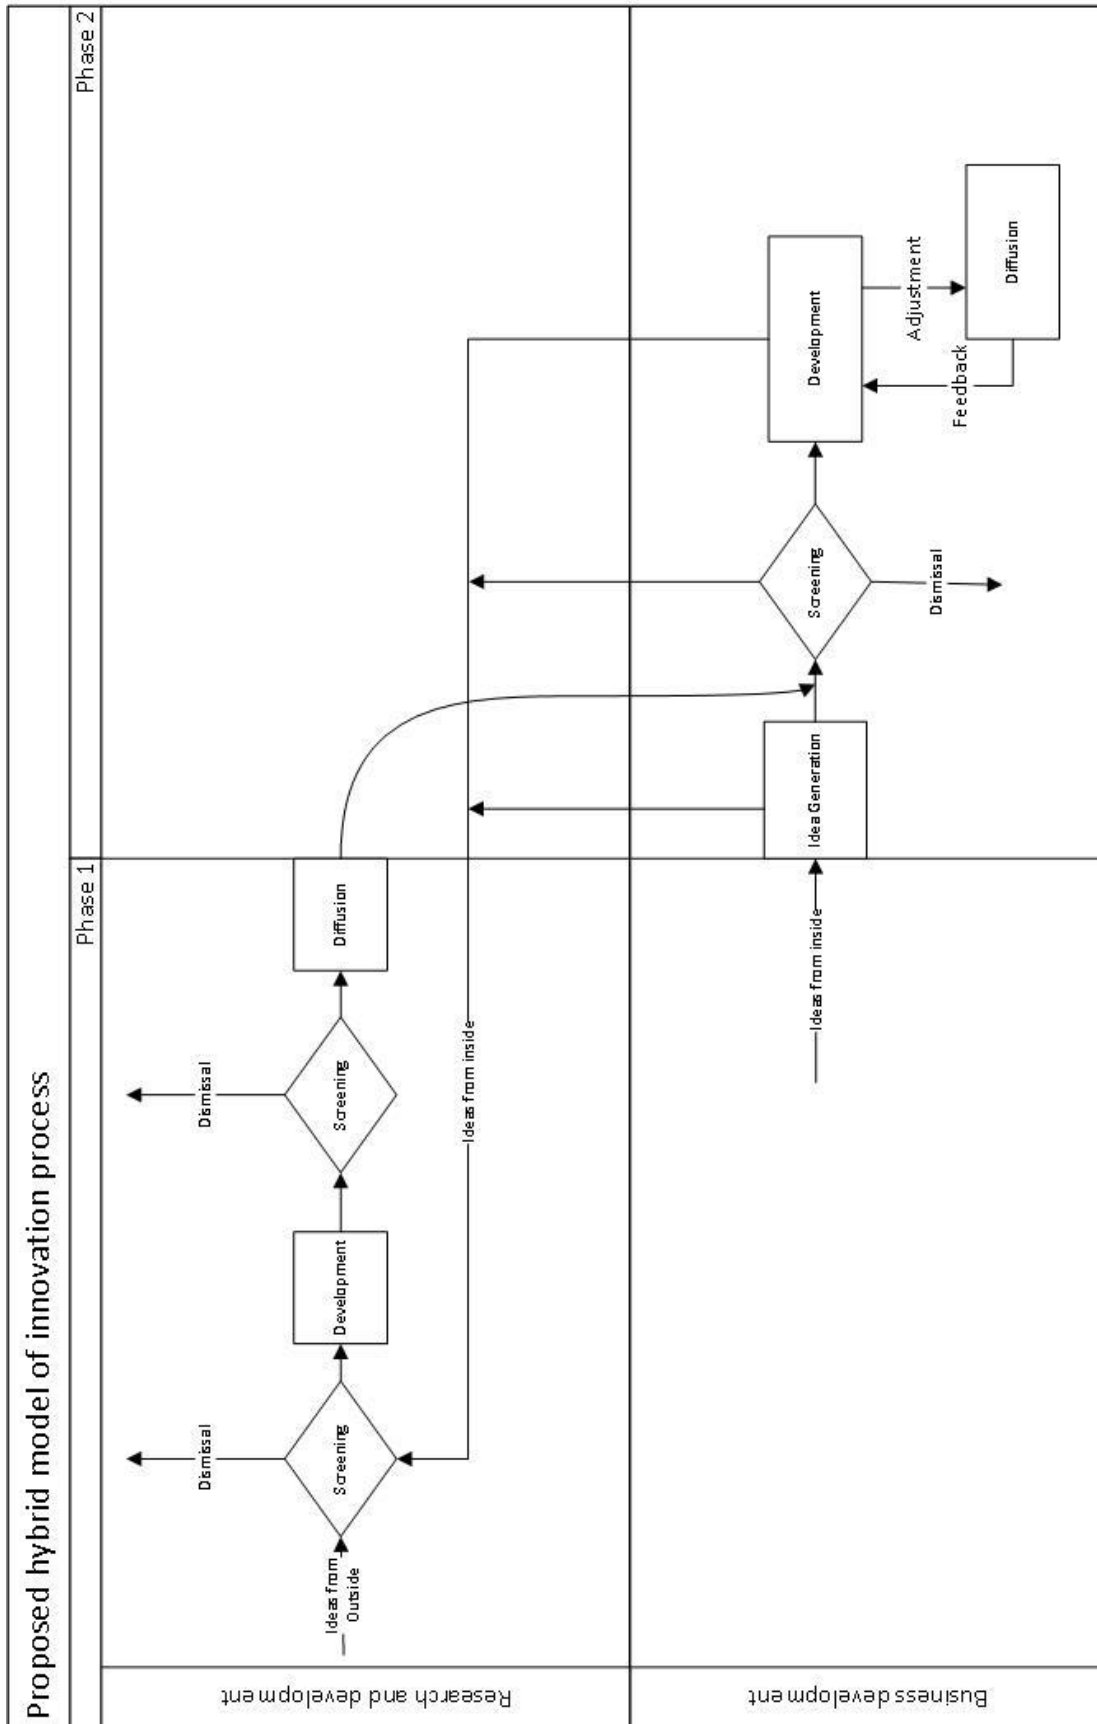 Proposed hybrid model of innovation process
Phase 1
Phase 2
Research and development
Ideas from
Outside
Screening
Dismissal
Development
Screening
Dismissal
Diffusion
Ideas from inside
Business development
Ideas from inside
Idea Generation
Screening
Dismissal
Development
Feedback
Adjustment
Diffusion